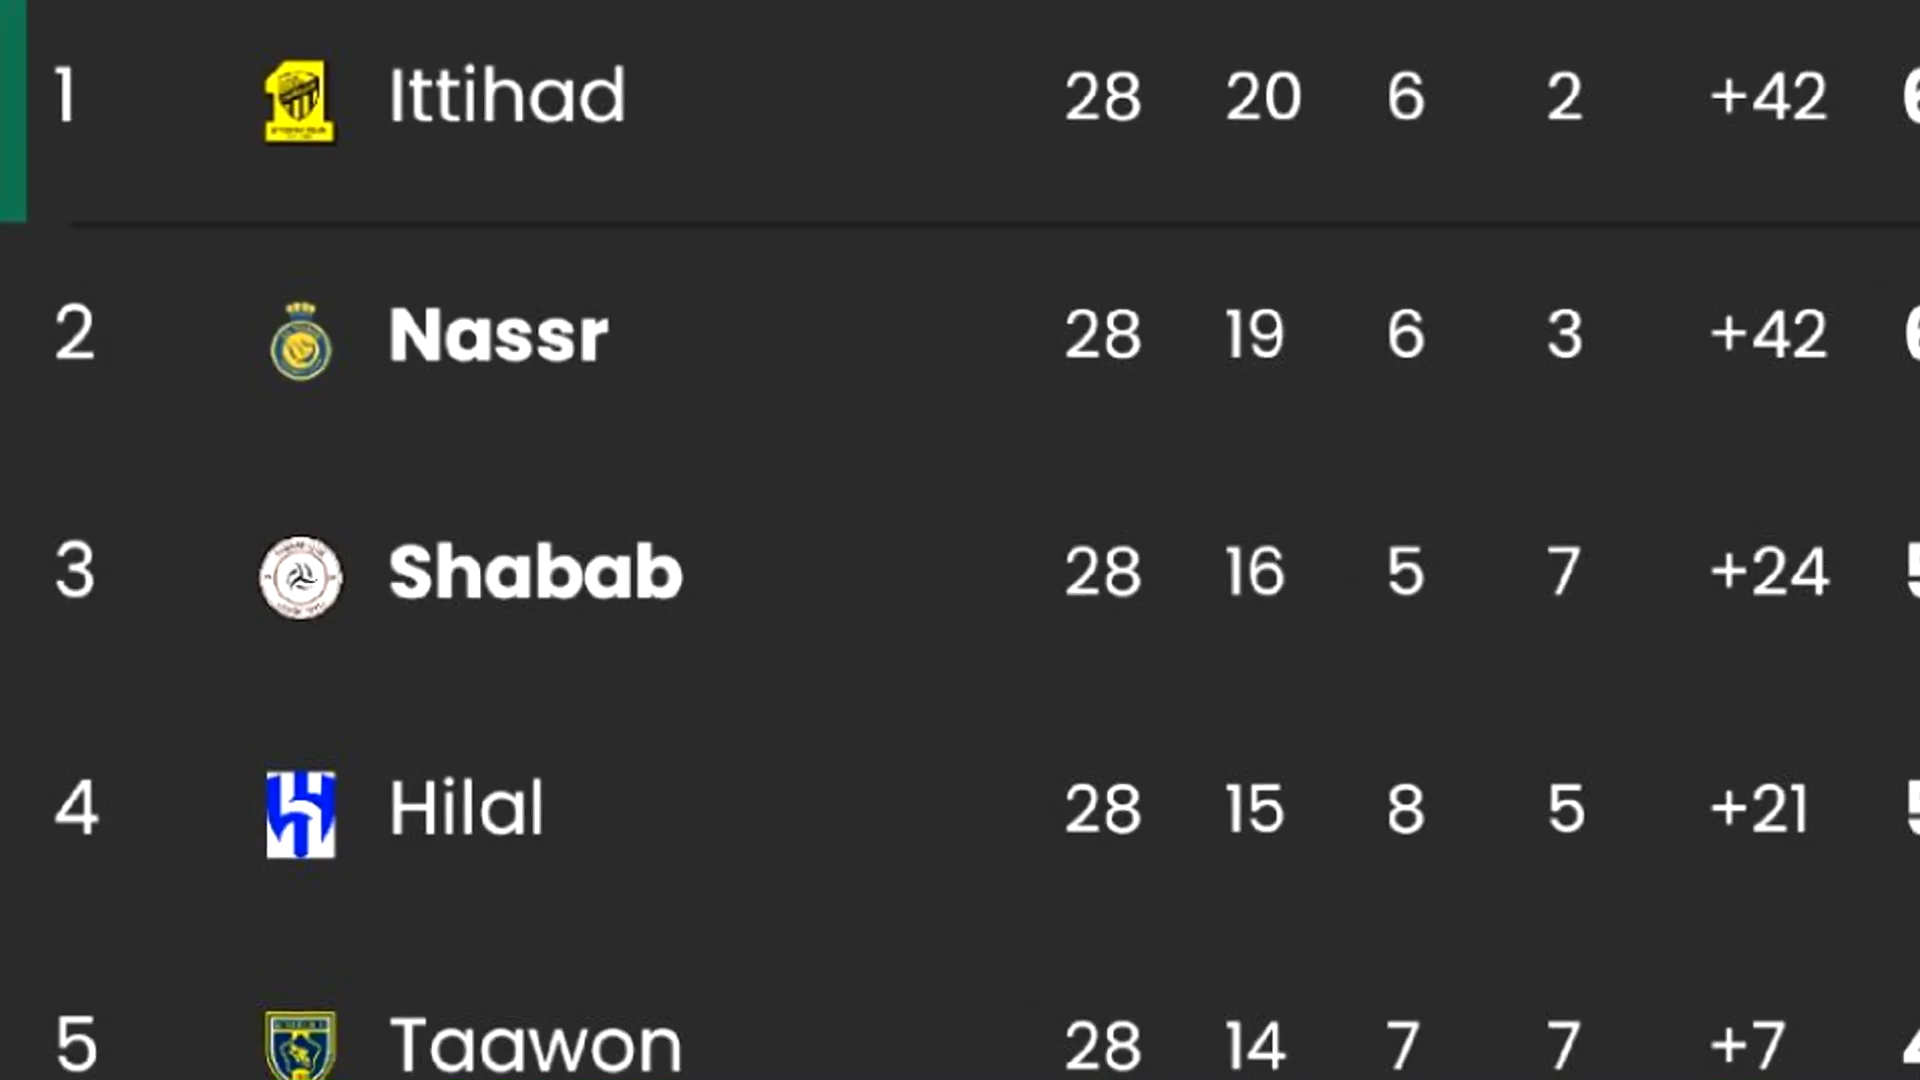 1 Ittihad 28 20 6 2 +42
2 Nassr 28 19 6 3 +42
3 Shabab 28 16 5 7 +24
4 Hilal 28 15 8 5 +21
5 Taawon 28 14 7 7 +7